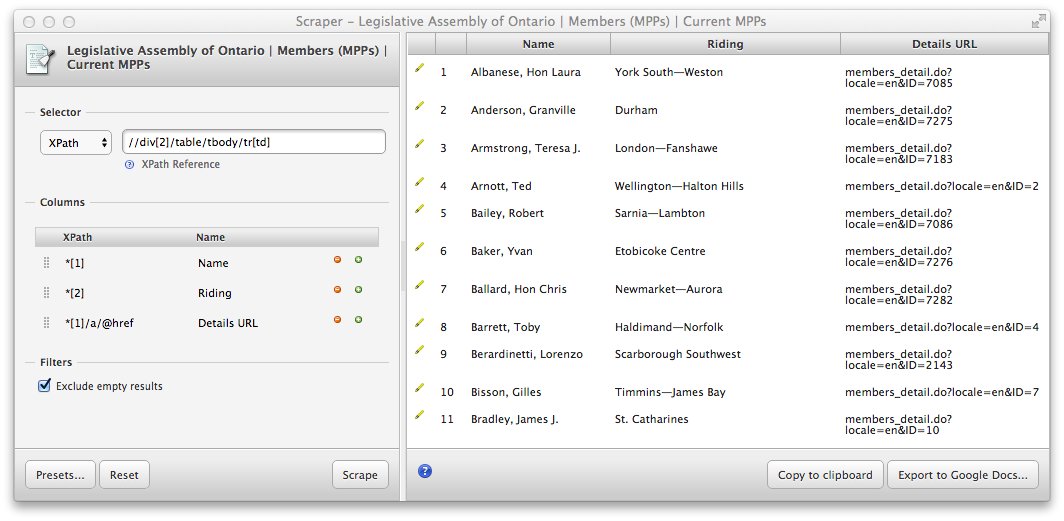 Scraper – Legislative Assembly of Ontario | Members (MPPs) | Current MPPs
Legislative Assembly of Ontario | Members (MPPs) |
Current MPPs
Selector
XPath
//div[2]/table/tbody/tr[td]
? XPath Reference
Columns
XPath Name
*[1] Name
*[2] Riding
*[1]/a/@href Details URL
Filters
Exclude empty results
Presets... Reset Scrape
Name Riding Details URL
1 Albanese, Hon Laura York South—Weston members_detail.do?
locale=en&ID=7085
2 Anderson, Granville Durham members_detail.do?
locale=en&ID=7275
3 Armstrong, Teresa J. London—Fanshawe members_detail.do?
locale=en&ID=7183
4 Arnott, Ted Wellington—Halton Hills members_detail.do?locale=en&ID=2
5 Bailey, Robert Sarnia—Lambton members_detail.do?
locale=en&ID=7086
6 Baker, Yvan Etobicoke Centre members_detail.do?
locale=en&ID=7276
7 Ballard, Hon Chris Newmarket—Aurora members_detail.do?
locale=en&ID=7282
8 Barrett, Toby Haldimand—Norfolk members_detail.do?locale=en&ID=4
9 Berardinetti, Lorenzo Scarborough Southwest members_detail.do?
locale=en&ID=2143
10 Bisson, Gilles Timmins—James Bay members_detail.do?locale=en&ID=7
11 Bradley, James J. St. Catharines members_detail.do?
locale=en&ID=10
? Copy to clipboard Export to Google Docs...